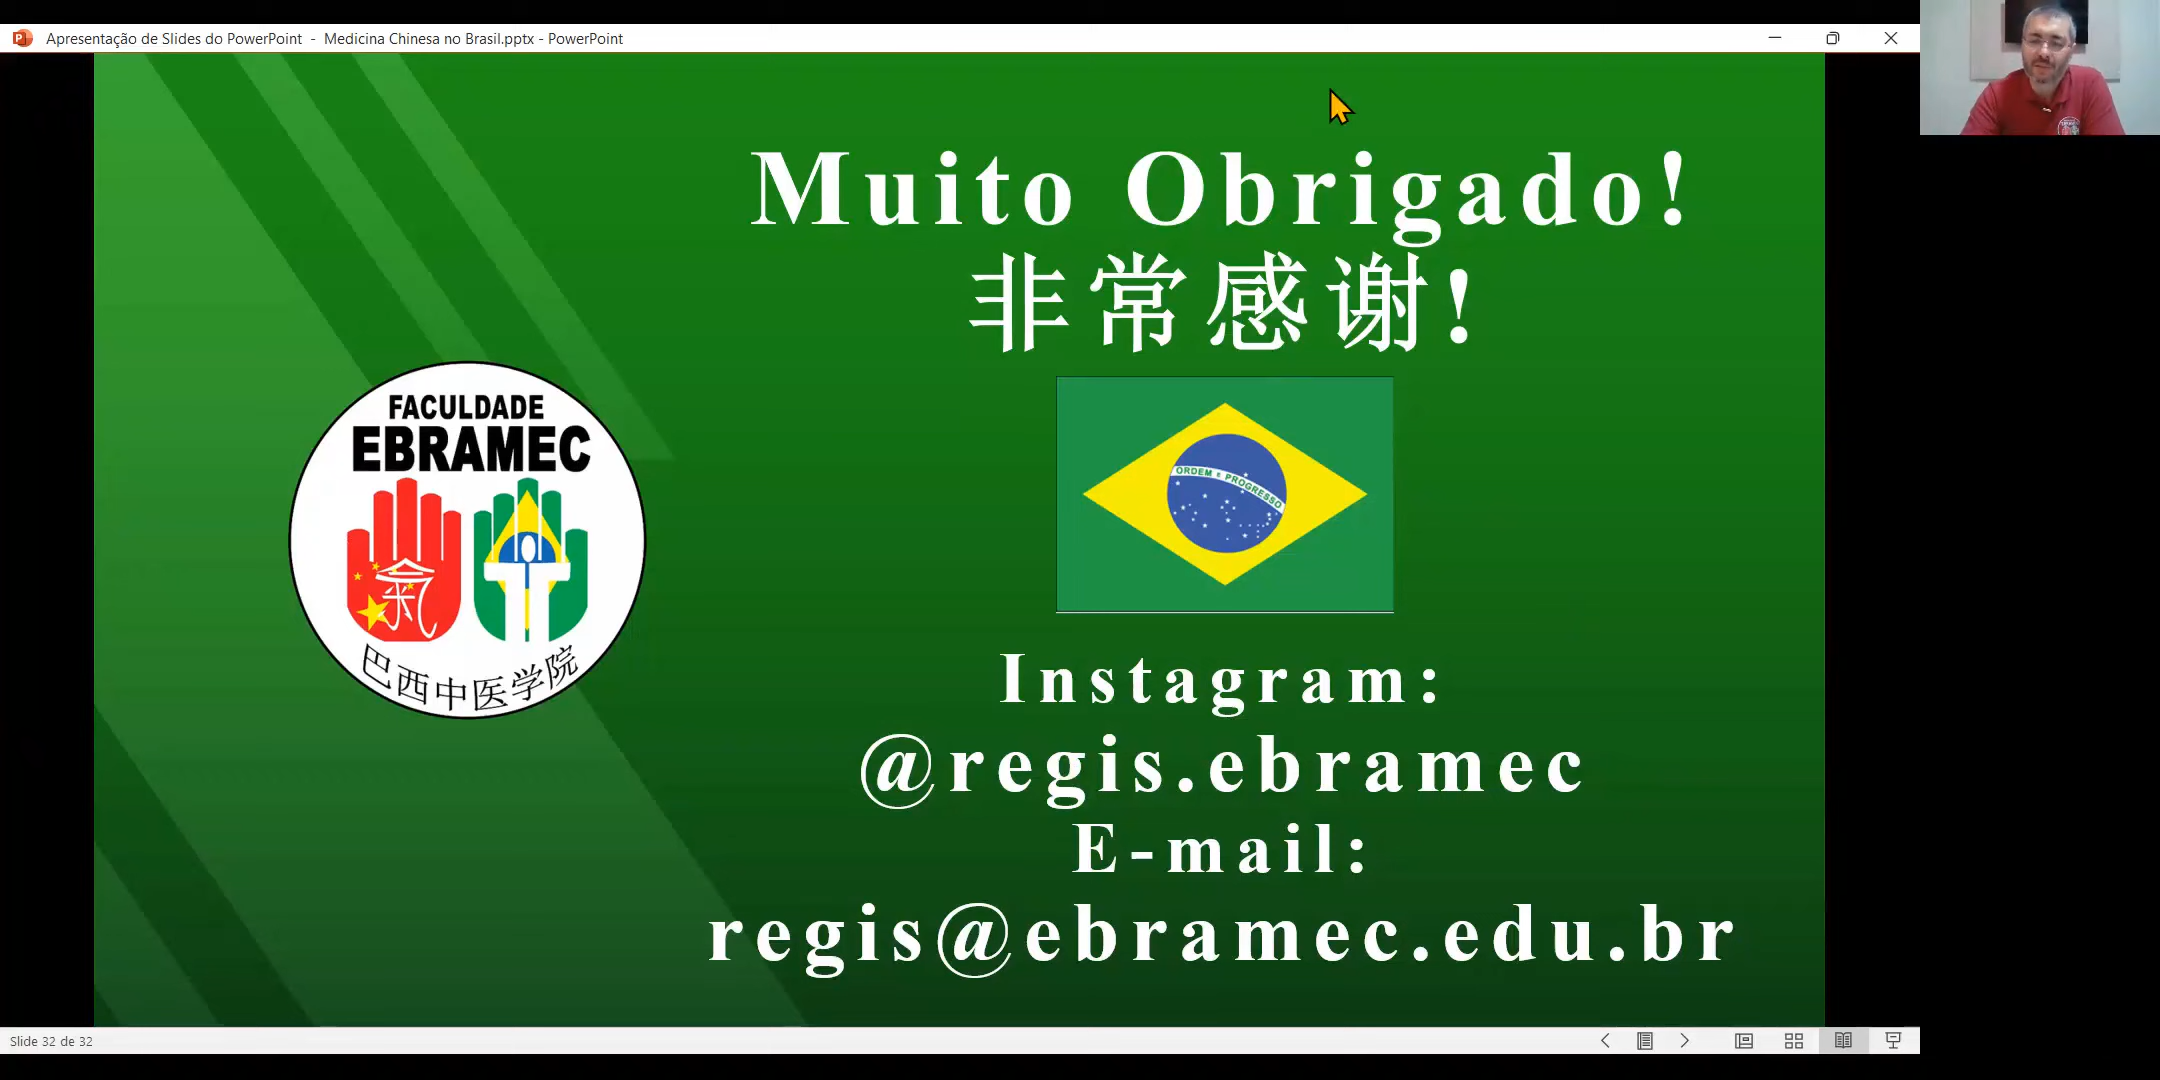 Apresentação de Slides do PowerPoint - Medicina Chinesa no Brasil.pptx - PowerPoint
Muito Obrigado!
非常感谢!
FACULDADE
EBRAMEC
氣
巴西中医学院
ORDEM E PROGRESSO
Instagram:
@regis.ebramec
E-mail:
regis@ebramec.edu.br
Slide 32 de 32